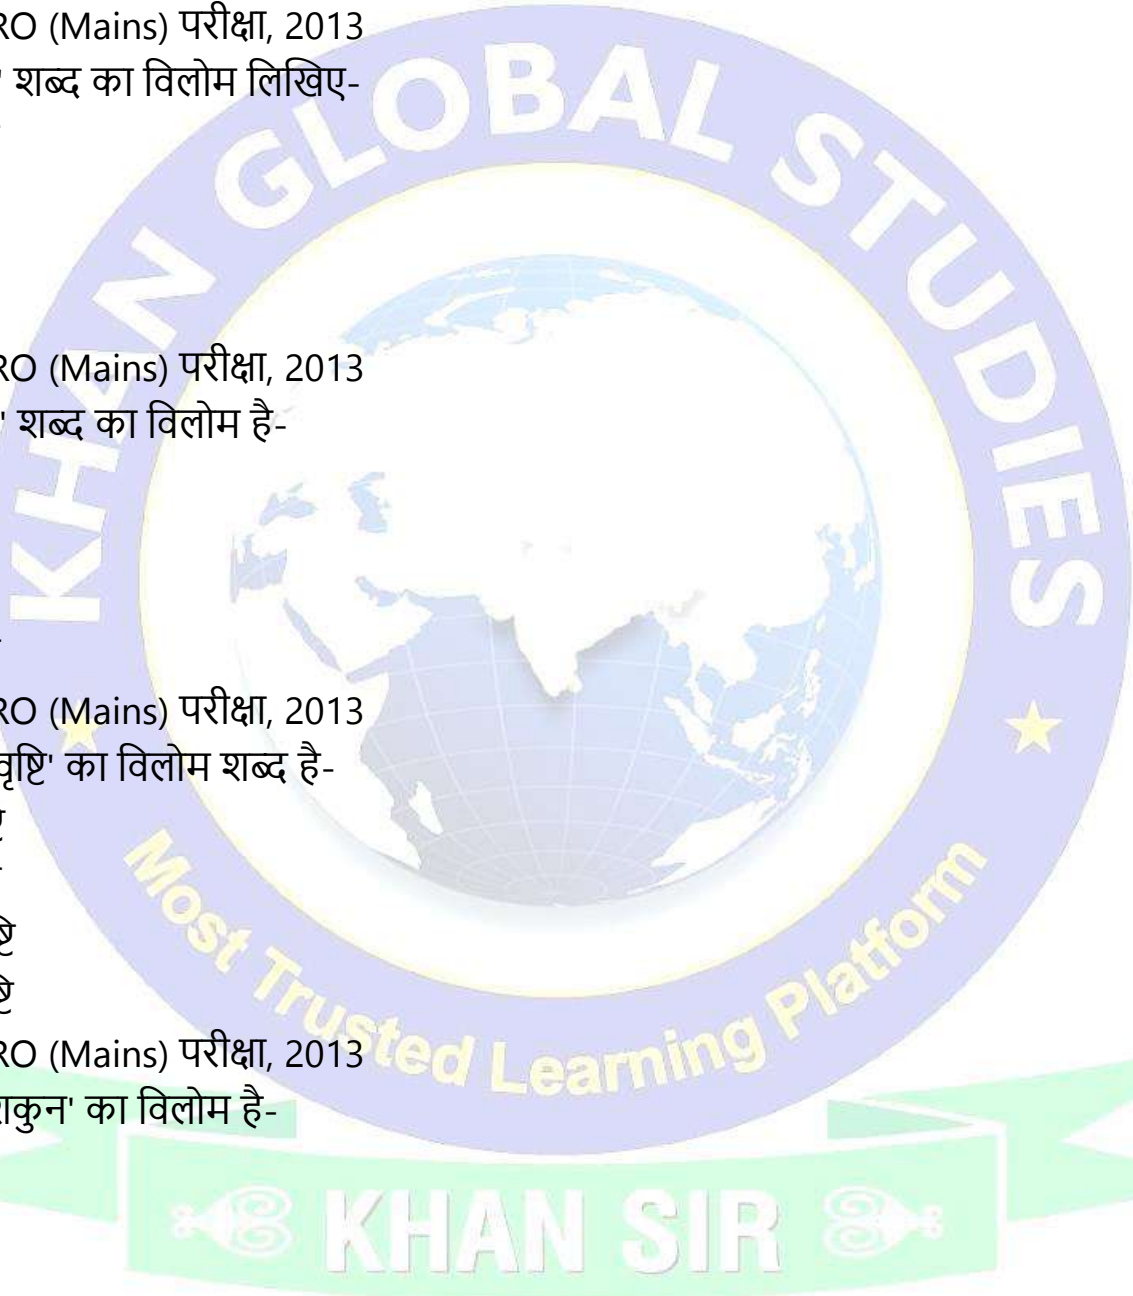 RO (Mains) परीक्षा, 2013
' शब्द का विलोम लिखिए-
RO (Mains) परीक्षा, 2013
' शब्द का विलोम है-
RO (Mains) परीक्षा, 2013
वृष्टि' का विलोम शब्द है-
RO (Mains) परीक्षा, 2013
शकुन' का विलोम है-
KHAN GLOBAL STUDIES
Most Trusted Learning Platform
KHAN SIR